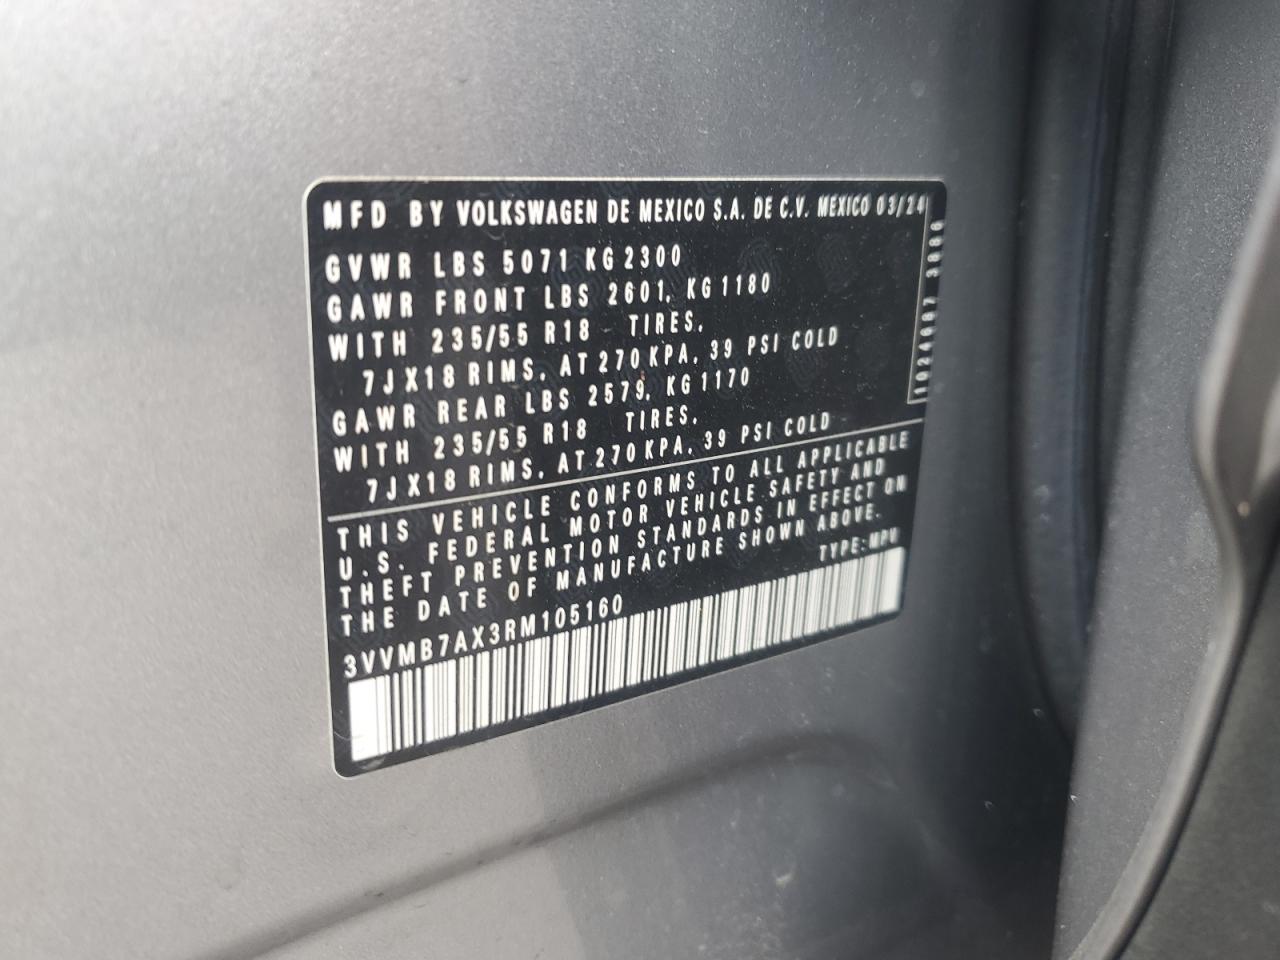 MFD BY VOLKSWAGEN DE MEXICO S.A. DE C.V. MEXICO 03/24
GVWR LBS 5071 KG 2300
GAWR FRONT LBS 2601, KG 1180
WITH 235/55 R18 TIRES,
7JX18 RIMS, AT 270 KPA, 39 PSI COLD
GAWR REAR LBS 2579, KG 1170
WITH 235/55 R18 TIRES,
7JX18 RIMS, AT 270 KPA, 39 PSI COLD
THIS VEHICLE CONFORMS TO ALL APPLICABLE
U.S. FEDERAL MOTOR VEHICLE SAFETY AND
THEFT PREVENTION STANDARDS IN EFFECT ON
THE DATE OF MANUFACTURE SHOWN ABOVE.
TYPE:MPV
3VVMB7AX3RM105160
1024687 3886